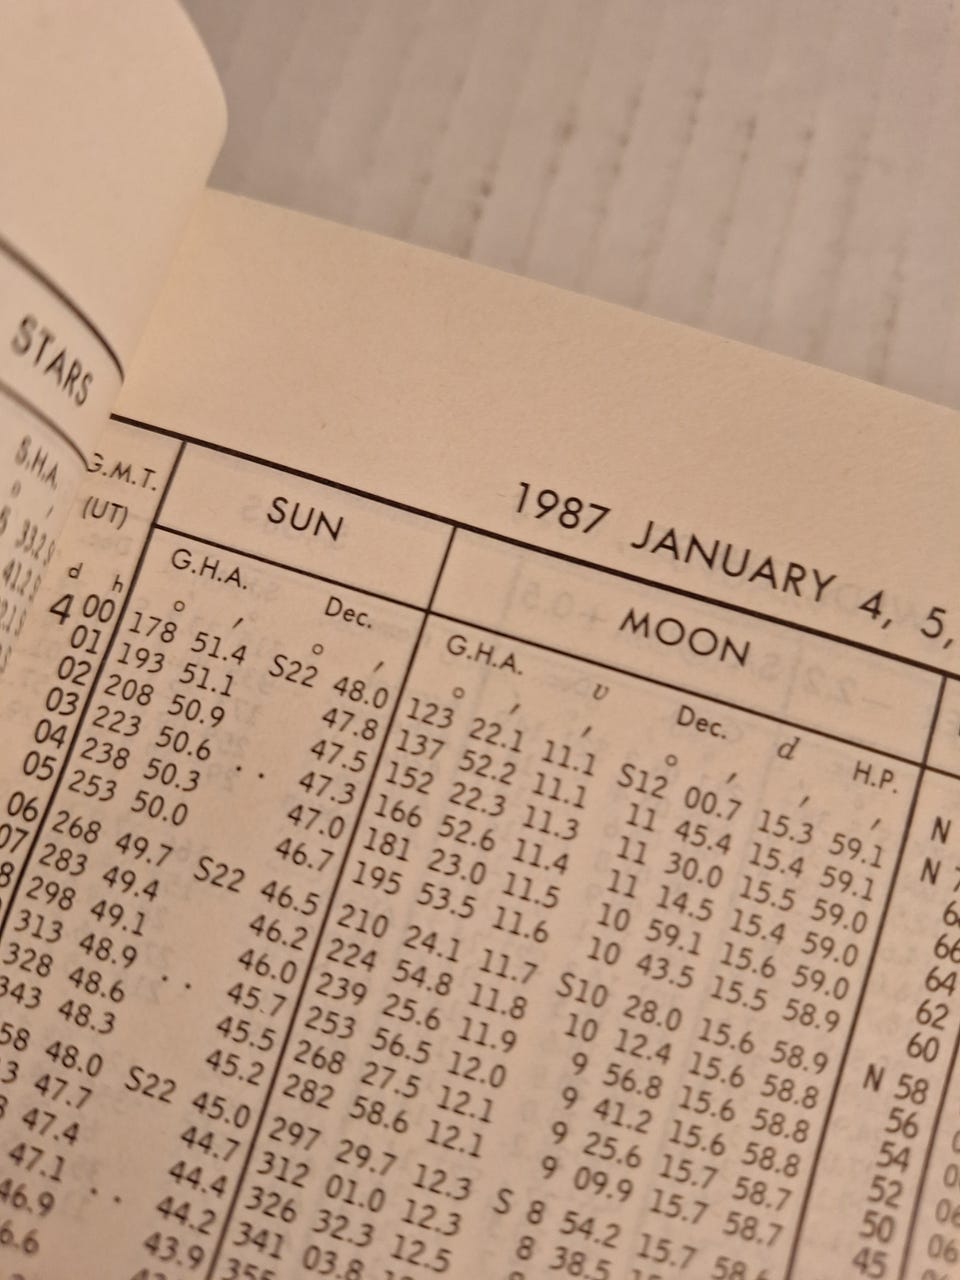 STARS
S.H.A.
° ′
33.2 S
41.2 S
1987 JANUARY 4, 5,
G.M.T.
(UT)
SUN
MOON
G.H.A. Dec.
G.H.A. v Dec. d H.P.
d h ° ′ ° ′ ° ′ ′ ° ′ ′ ′
4 00 178 51.4 S22 48.0 123 22.1 11.1 S12 00.7 15.3 59.1
01 193 51.1 47.8 137 52.2 11.1 11 45.4 15.4 59.1
02 208 50.9 47.5 152 22.3 11.3 11 30.0 15.5 59.0
03 223 50.6 . . 47.3 166 52.6 11.4 11 14.5 15.4 59.0
04 238 50.3 47.0 181 23.0 11.5 10 59.1 15.6 59.0
05 253 50.0 46.7 195 53.5 11.6 10 43.5 15.5 58.9
06 268 49.7 S22 46.5 210 24.1 11.7 S10 28.0 15.6 58.9
07 283 49.4 46.2 224 54.8 11.8 10 12.4 15.6 58.8
298 49.1 46.0 239 25.6 11.9 9 56.8 15.6 58.8
313 48.9 . . 45.7 253 56.5 12.0 9 41.2 15.6 58.8
328 48.6 45.5 268 27.5 12.1 9 25.6 15.7 58.7
343 48.3 45.2 282 58.6 12.1 9 09.9 15.7 58.7
58 48.0 S22 45.0 297 29.7 12.3 S 8 54.2 15.7
47.7 44.7 312 01.0 12.3 8 38.5
47.4 44.4 326 32.3 12.5
47.1 . . 44.2 341 03.8
46.9 43.9 355
N
N
66
64
62
60
N 58
56
54
52
50
45